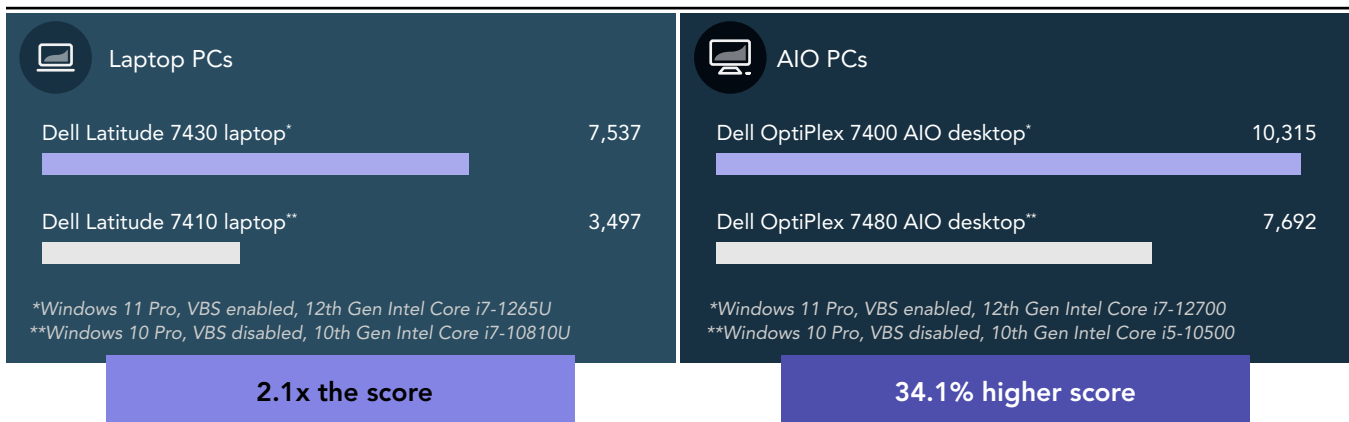 Laptop PCs
Dell Latitude 7430 laptop* 7,537
Dell Latitude 7410 laptop** 3,497
*Windows 11 Pro, VBS enabled, 12th Gen Intel Core i7-1265U
**Windows 10 Pro, VBS disabled, 10th Gen Intel Core i7-10810U
2.1x the score
AIO PCs
Dell OptiPlex 7400 AIO desktop* 10,315
Dell OptiPlex 7480 AIO desktop** 7,692
*Windows 11 Pro, VBS enabled, 12th Gen Intel Core i7-12700
**Windows 10 Pro, VBS disabled, 10th Gen Intel Core i5-10500
34.1% higher score